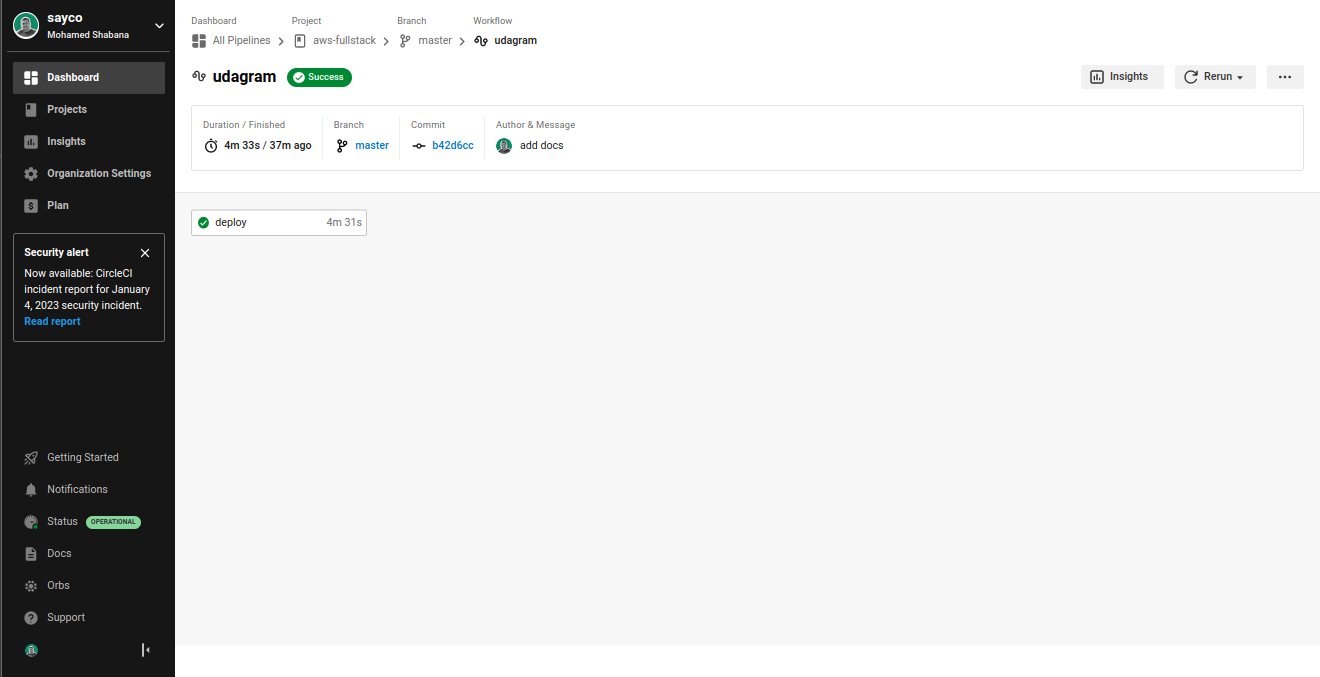 sayco
Mohamed Shabana
Dashboard
Projects
Insights
Organization Settings
Plan
Security alert
Now available: CircleCI
incident report for January
4, 2023 security incident.
Read report
Getting Started
Notifications
Status OPERATIONAL
Docs
Orbs
Support
Dashboard Project Branch Workflow
All Pipelines aws-fullstack master udagram
udagram Success Insights Rerun
Duration / Finished Branch Commit Author & Message
4m 33s / 37m ago master b42d6cc add docs
deploy 4m 31s